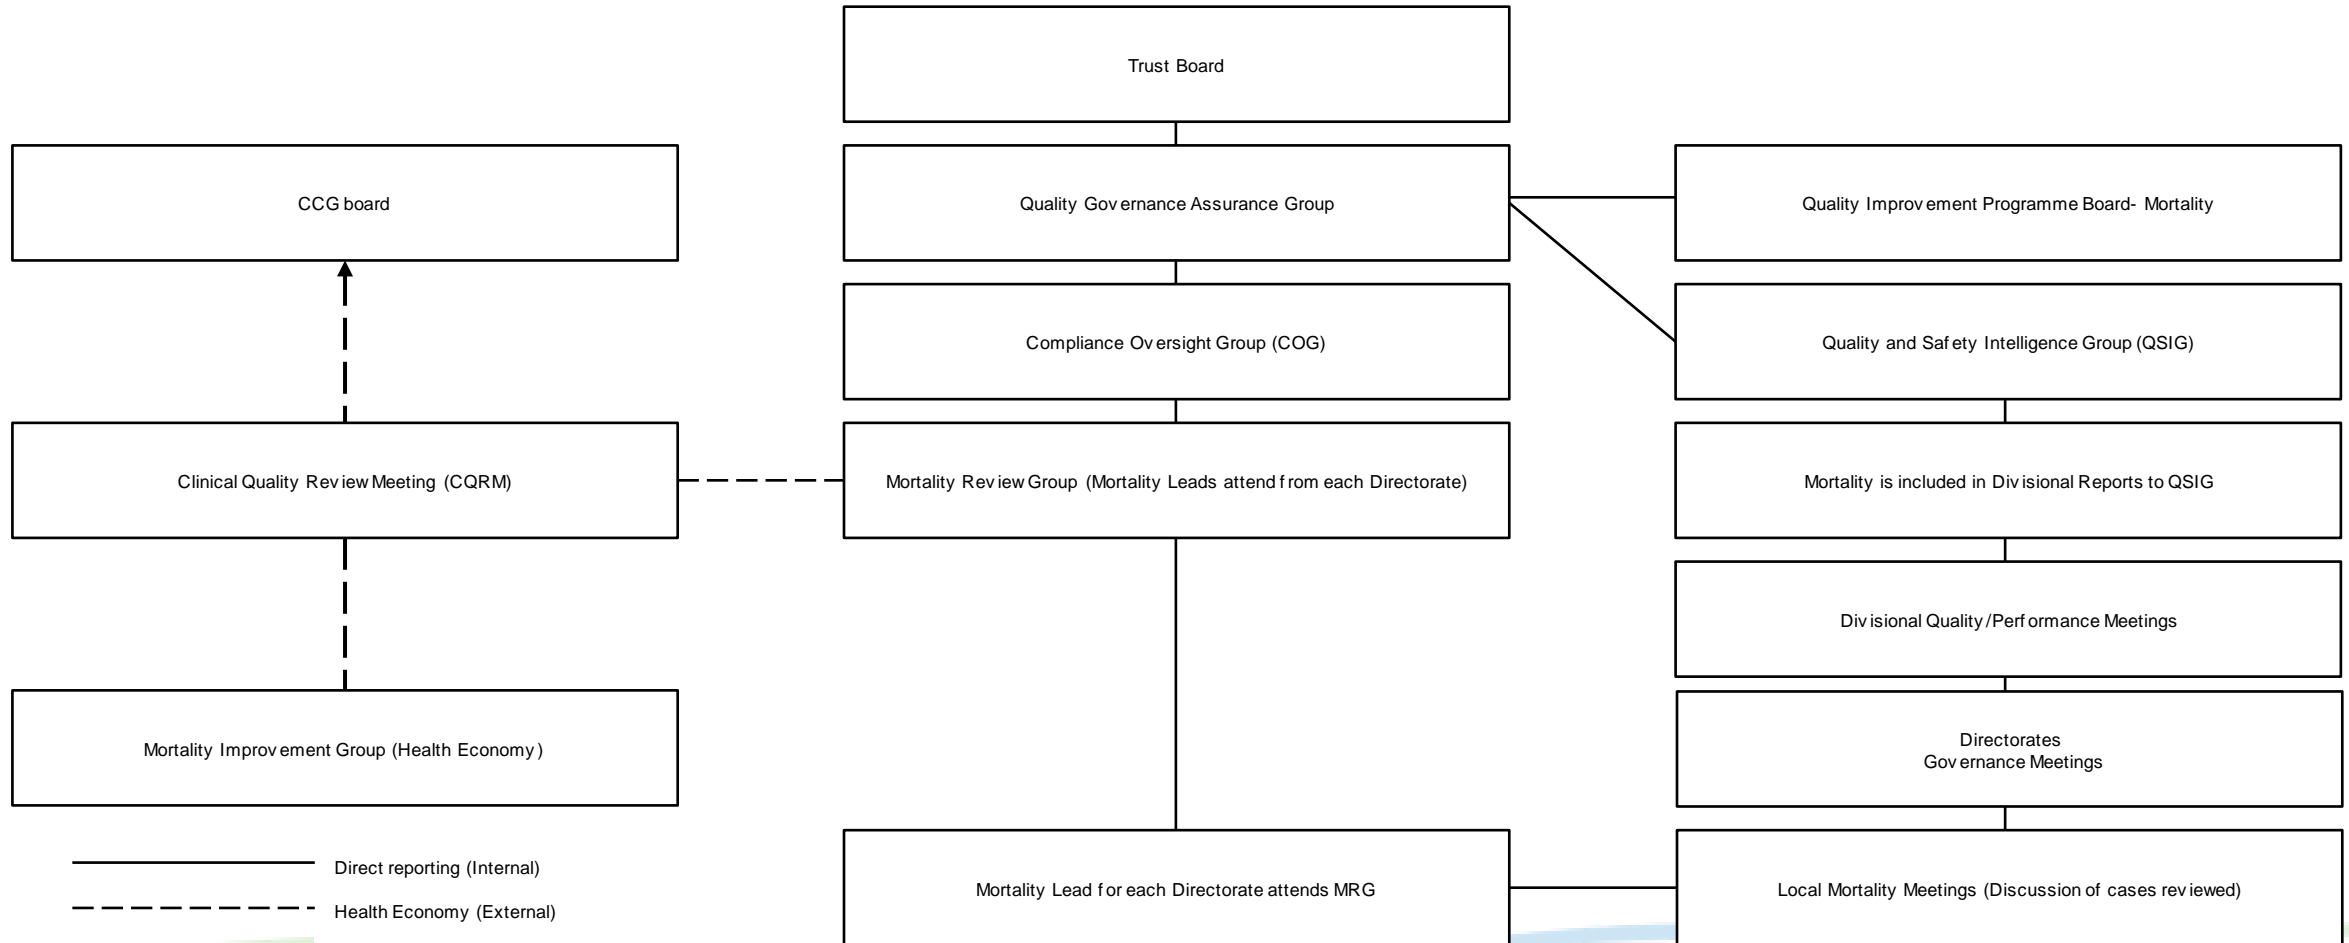 Trust Board
CCG board
Quality Governance Assurance Group
Quality Improvement Programme Board- Mortality
Compliance Oversight Group (COG)
Quality and Safety Intelligence Group (QSIG)
Clinical Quality Review Meeting (CQRM)
Mortality Review Group (Mortality Leads attend from each Directorate)
Mortality is included in Divisional Reports to QSIG
Divisional Quality/Performance Meetings
Mortality Improvement Group (Health Economy)
Directorates
Governance Meetings
Direct reporting (Internal)
Health Economy (External)
Mortality Lead for each Directorate attends MRG
Local Mortality Meetings (Discussion of cases reviewed)